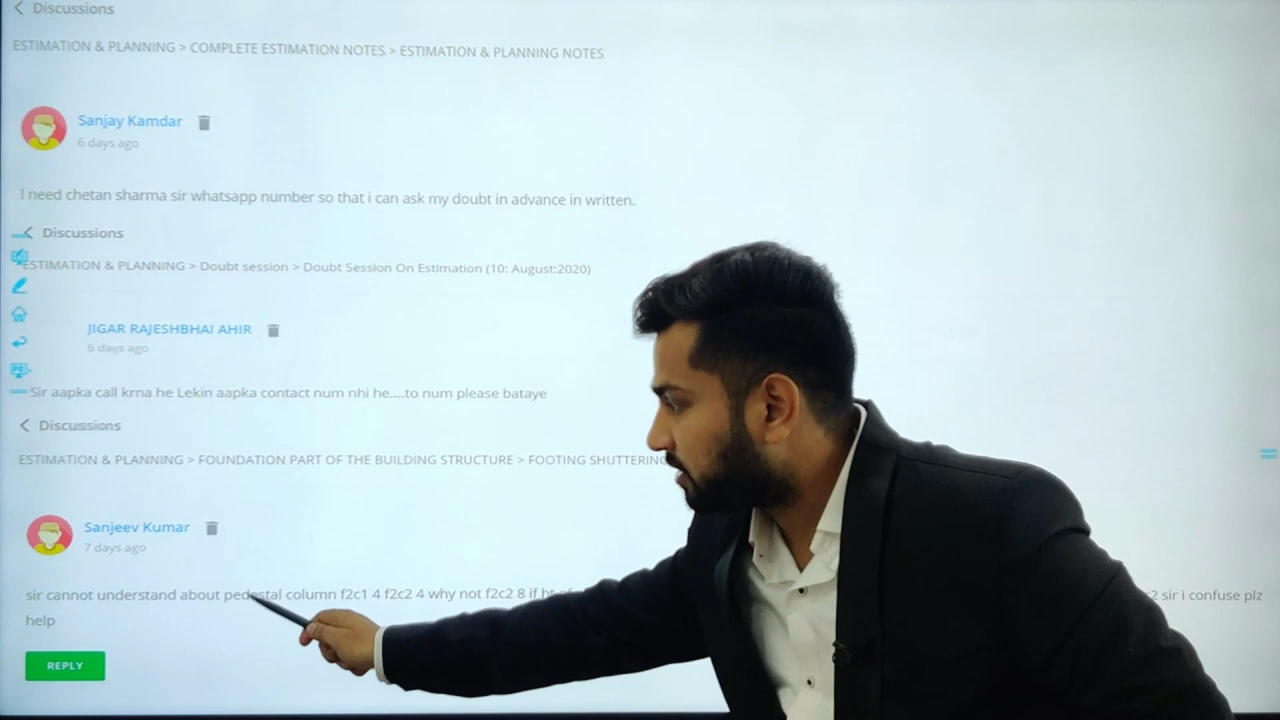 Discussions
ESTIMATION & PLANNING > COMPLETE ESTIMATION NOTES > ESTIMATION & PLANNING NOTES
Sanjay Kamdar
6 days ago
I need chetan sharma sir whatsapp number so that i can ask my doubt in advance in written.
Discussions
ESTIMATION & PLANNING > Doubt session > Doubt Session On Estimation (10: August:2020)
JIGAR RAJESHBHAI AHIR
6 days ago
Sir aapka call krna he Lekin aapka contact num nhi he....to num please bataye
Discussions
ESTIMATION & PLANNING > FOUNDATION PART OF THE BUILDING STRUCTURE > FOOTING SHUTTERING
Sanjeev Kumar
7 days ago
sir cannot understand about pedestal column f2c1 4 f2c2 4 why not f2c2 8 if sir i confuse plz
help
REPLY